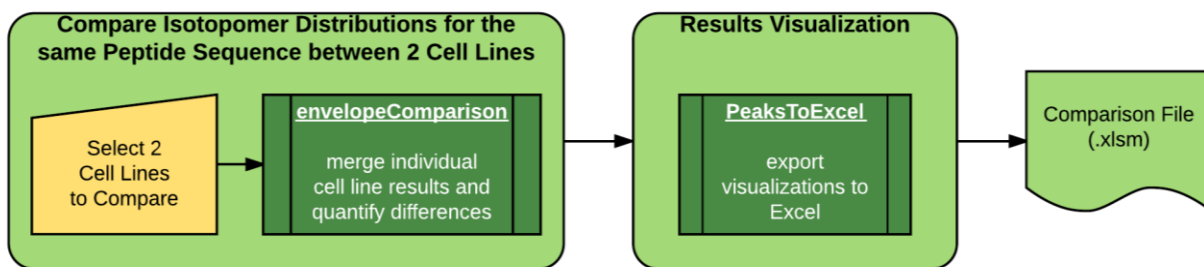 Compare Isotopomer Distributions for the
same Peptide Sequence between 2 Cell Lines
Select 2
Cell Lines
to Compare
envelopeComparison
merge individual
cell line results and
quantify differences
Results Visualization
PeaksToExcel
export
visualizations to
Excel
Comparison File
(.xlsm)